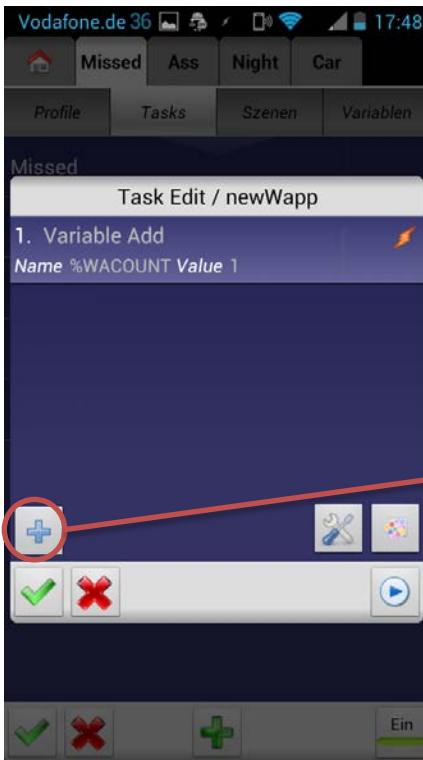 Vodafone.de 36 17:48
Missed Ass Night Car
Profile Tasks Szenen Variablen
Missed
Task Edit / newWapp
1. Variable Add
Name %WACOUNT Value 1
Ein